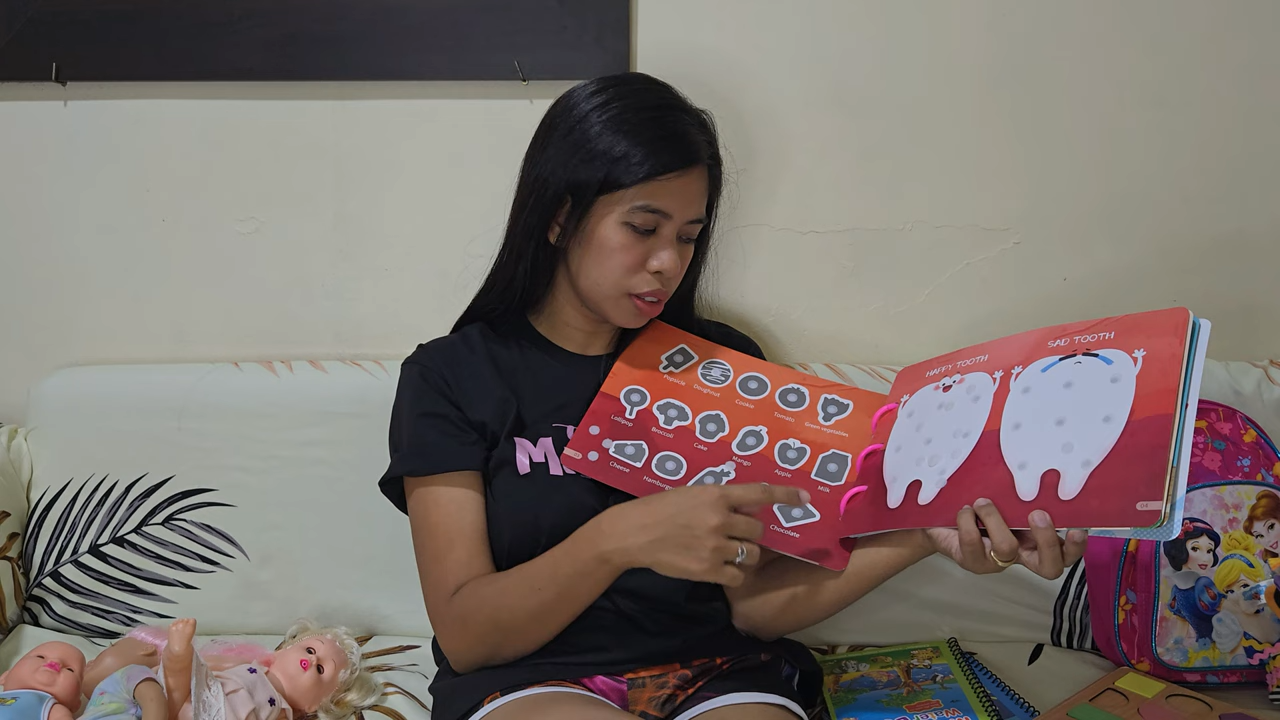 HAPPY TOOTH
SAD TOOTH
Popsicle Doughnut Cookie Tomato Green vegetables
Lollipop Broccoli Cake Mango Apple Milk
Cheese Hamburger
Chocolate